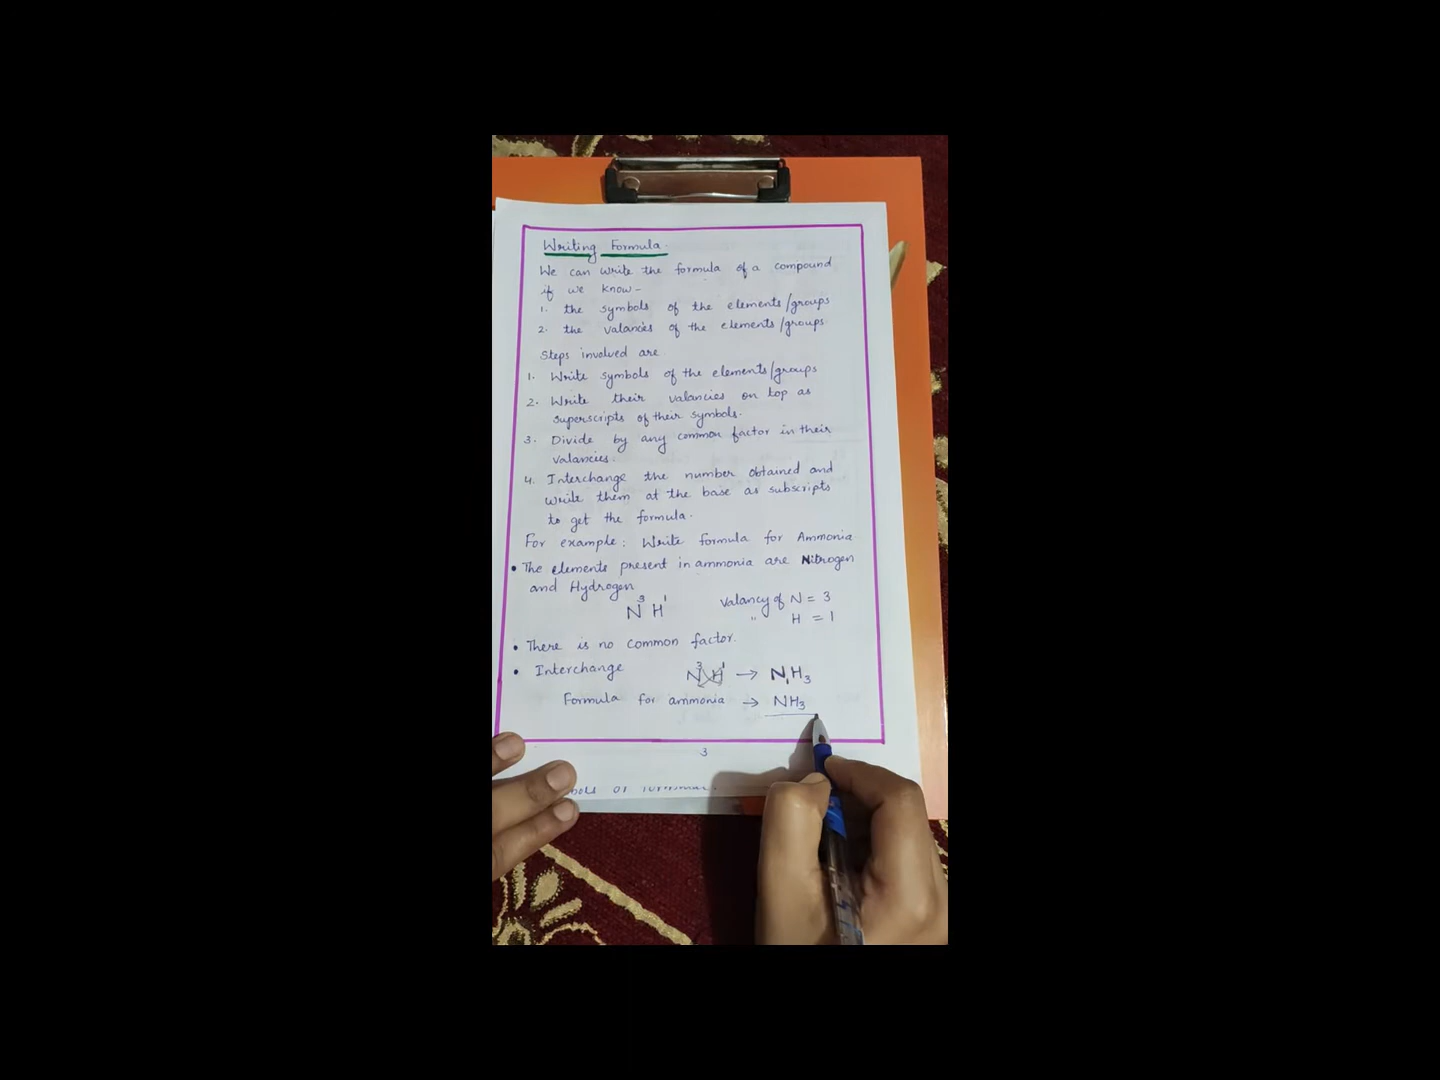 Writing Formula.
We can write the formula of a compound
if we know-
1. the symbols of the elements/groups
2. the valancies of the elements/groups
Steps involved are
1. Write symbols of the elements/groups
2. Write their valancies on top as
superscripts of their symbols.
3. Divide by any common factor in their
valancies.
4. Interchange the number obtained and
write them at the base as subscripts
to get the formula.
For example: Write formula for Ammonia
• The elements present in ammonia are Nitrogen
and Hydrogen
N³ H¹ Valancy of N = 3
" H = 1
• There is no common factor.
• Interchange N³ H¹ → N₁H₃
Formula for ammonia → NH₃
3